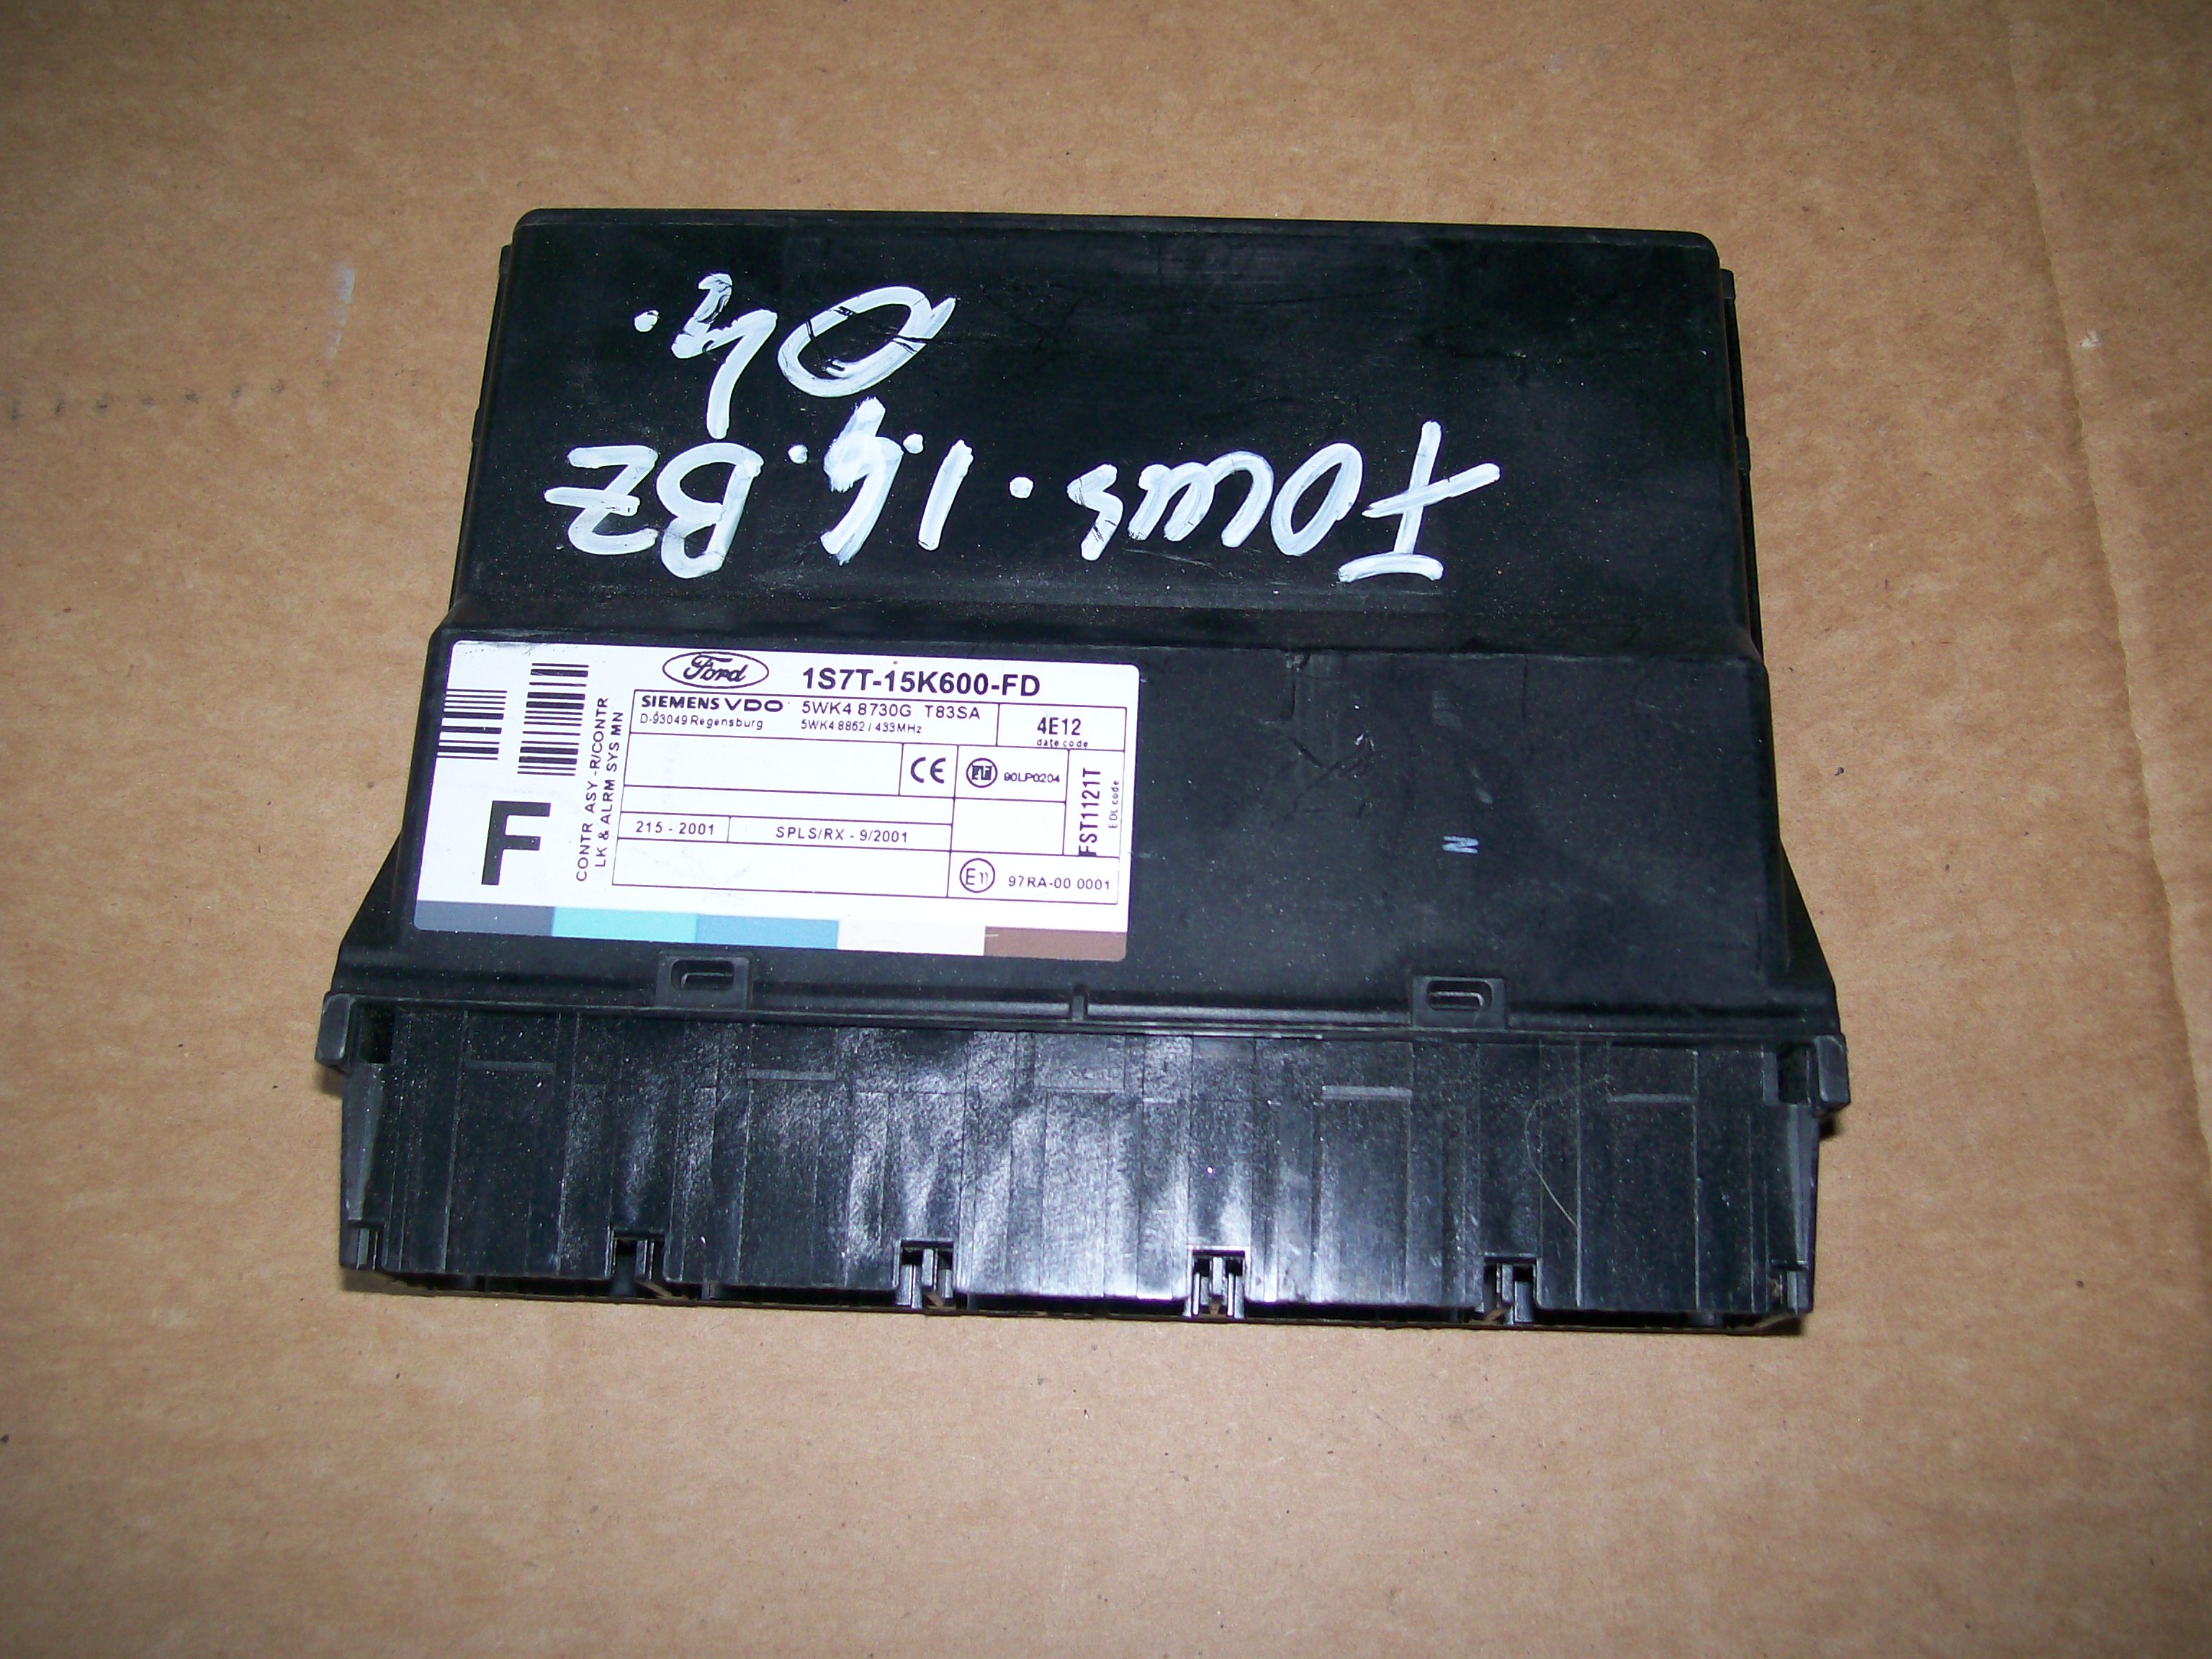 Focus. 1.6. BZ
04.
Ford
1S7T-15K600-FD
SIEMENS VDO
D-93049 Regensburg
5WK4 8730G T83SA
5WK4 8862 / 433MHz
4E12
date code
CE
90LP0204
FST1121T
EOL code
215 - 2001
SPLS/RX - 9/2001
E11
97RA-00 0001
F
CONTR ASY -R/CONTR
LK & ALRM SYS MN